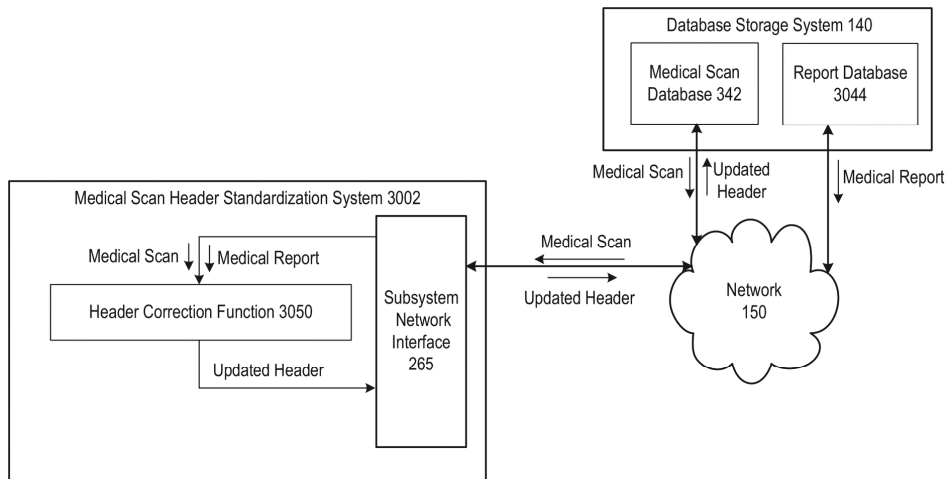 Database Storage System 140
Medical Scan
Database 342
Report Database
3044
Medical Scan
Updated
Header
Medical Report
Medical Scan Header Standardization System 3002
Medical Scan
Medical Report
Header Correction Function 3050
Updated Header
Subsystem
Network
Interface
265
Medical Scan
Updated Header
Network
150